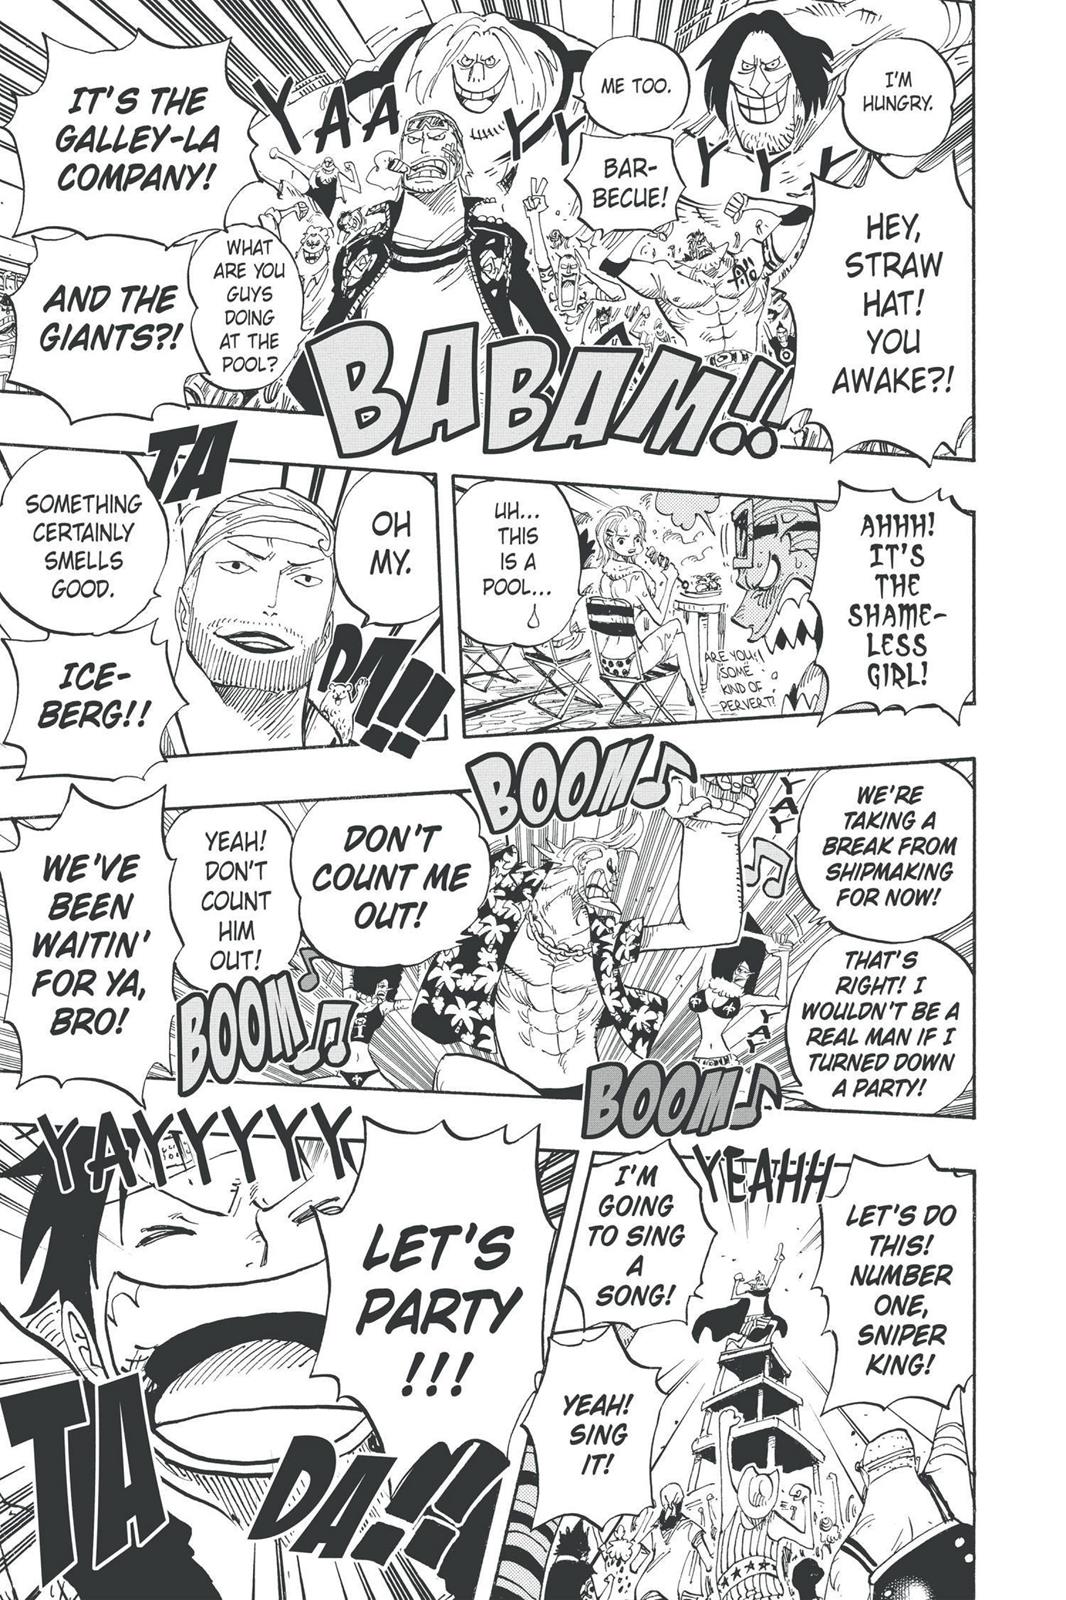 I'M
HUNGRY.
ME TOO.
BAR-
BECUE!
HEY,
STRAW
HAT!
YOU
AWAKE?!
YAAYYYYY
IT'S THE
GALLEY-LA
COMPANY!
WHAT
ARE YOU
GUYS
DOING
AT THE
POOL?
AND THE
GIANTS?!
BABAM!!
AHHH!
IT'S
THE
SHAME-
LESS
GIRL!
UH...
THIS
IS A
POOL...
ARE YOU
SOME
KIND OF
PERVERT?
OH
MY.
TA
SOMETHING
CERTAINLY
SMELLS
GOOD.
DA!!!
ICE-
BERG!!
WE'RE
TAKING A
BREAK FROM
SHIPMAKING
FOR NOW!
THAT'S
RIGHT! I
WOULDN'T BE A
REAL MAN IF I
TURNED DOWN
A PARTY!
YAY
YAY
BOOM
DON'T
COUNT ME
OUT!
YEAH!
DON'T
COUNT
HIM
OUT!
BOOM
BOOM
WE'VE
BEEN
WAITIN'
FOR YA,
BRO!
LET'S DO
THIS!
NUMBER
ONE,
SNIPER
KING!
YEAHH
I'M
GOING
TO SING
A
SONG!
YEAH!
SING
IT!
YAYYYYYY
LET'S
PARTY
!!!
TA
DA!!!